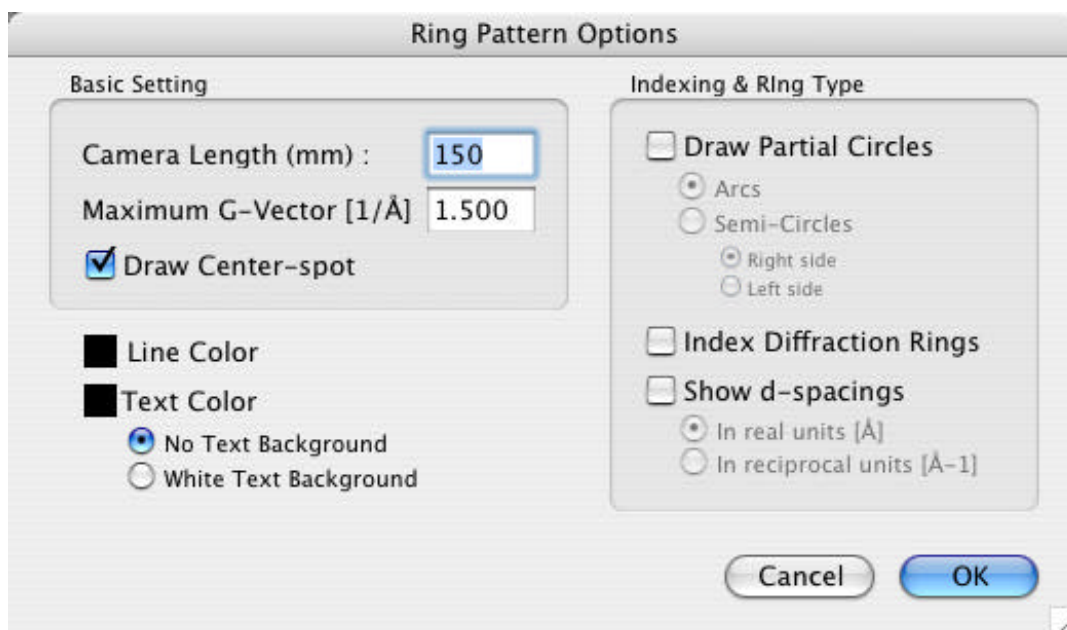 Ring Pattern Options
Basic Setting
Camera Length (mm) : 150
Maximum G-Vector [1/Å] 1.500
Draw Center-spot
Line Color
Text Color
No Text Background
White Text Background
Indexing & RIng Type
Draw Partial Circles
Arcs
Semi-Circles
Right side
Left side
Index Diffraction Rings
Show d-spacings
In real units [Å]
In reciprocal units [Å-1]
Cancel
OK